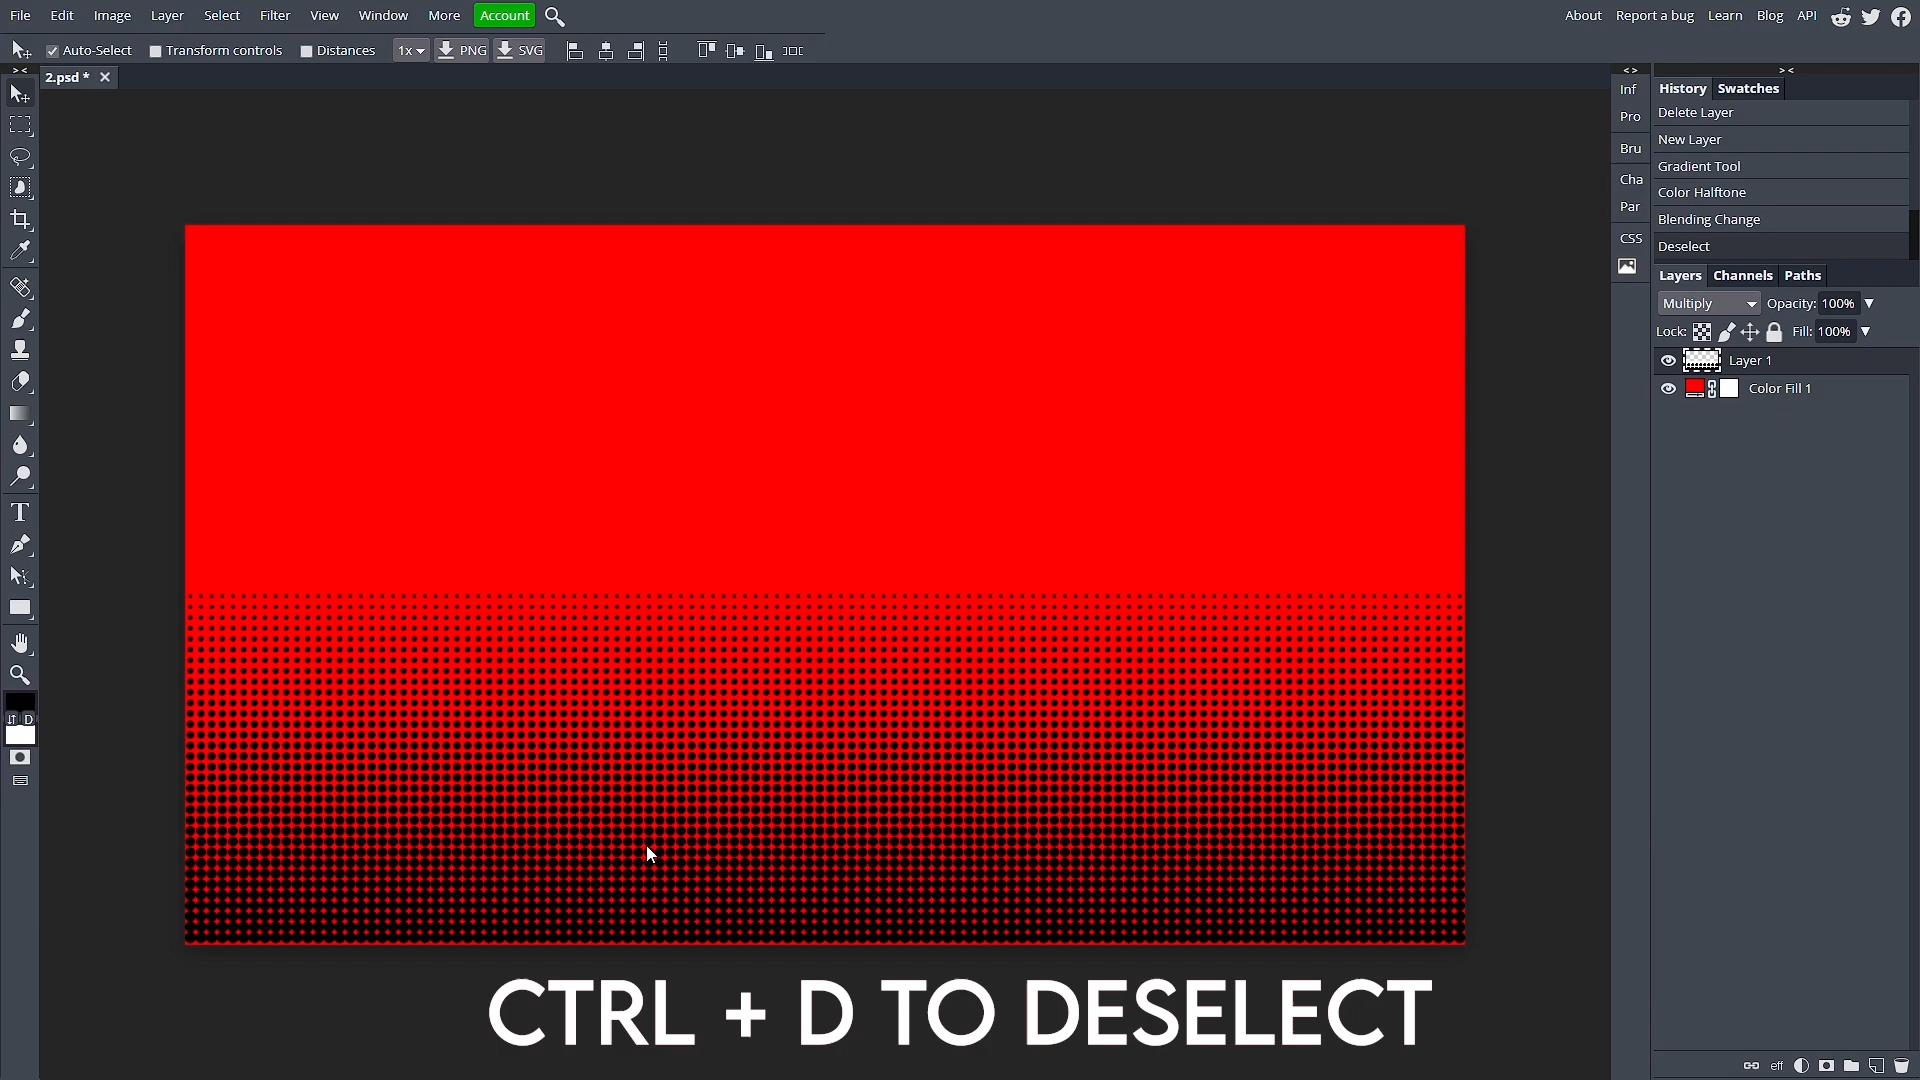 File Edit Image Layer Select Filter View Window More Account About Report a bug Learn Blog API
Auto-Select Transform controls Distances 1x PNG SVG
2.psd *
Inf
Pro
Bru
Cha
Par
CSS
History Swatches
Delete Layer
New Layer
Gradient Tool
Color Halftone
Blending Change
Deselect
Layers Channels Paths
Multiply Opacity: 100%
Lock: Fill: 100%
Layer 1
Color Fill 1
D
CTRL + D TO DESELECT
eff